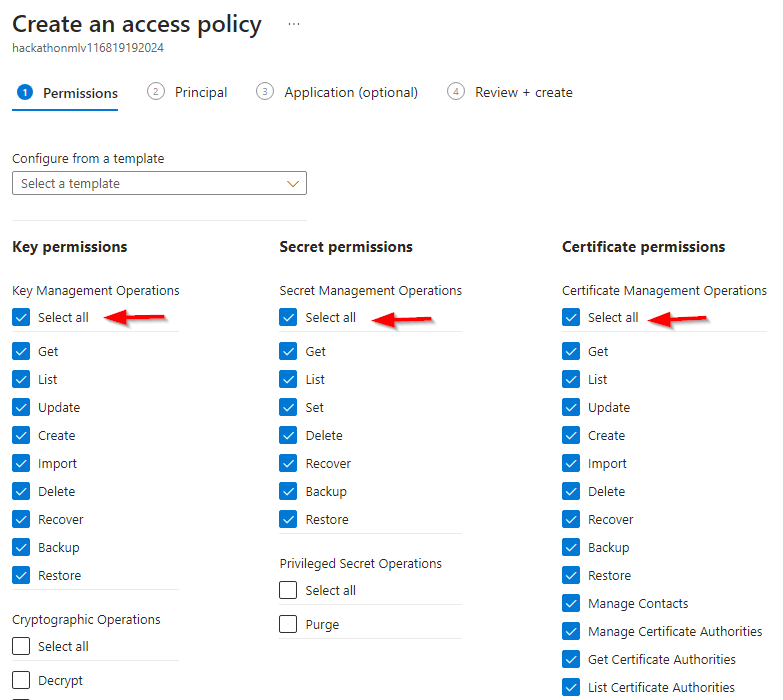 Create an access policy ...
hackathonmlv116819192024
1 Permissions
2 Principal
3 Application (optional)
4 Review + create
Configure from a template
Select a template
Key permissions
Key Management Operations
Select all
Get
List
Update
Create
Import
Delete
Recover
Backup
Restore
Cryptographic Operations
Select all
Decrypt
Secret permissions
Secret Management Operations
Select all
Get
List
Set
Delete
Recover
Backup
Restore
Privileged Secret Operations
Select all
Purge
Certificate permissions
Certificate Management Operations
Select all
Get
List
Update
Create
Import
Delete
Recover
Backup
Restore
Manage Contacts
Manage Certificate Authorities
Get Certificate Authorities
List Certificate Authorities